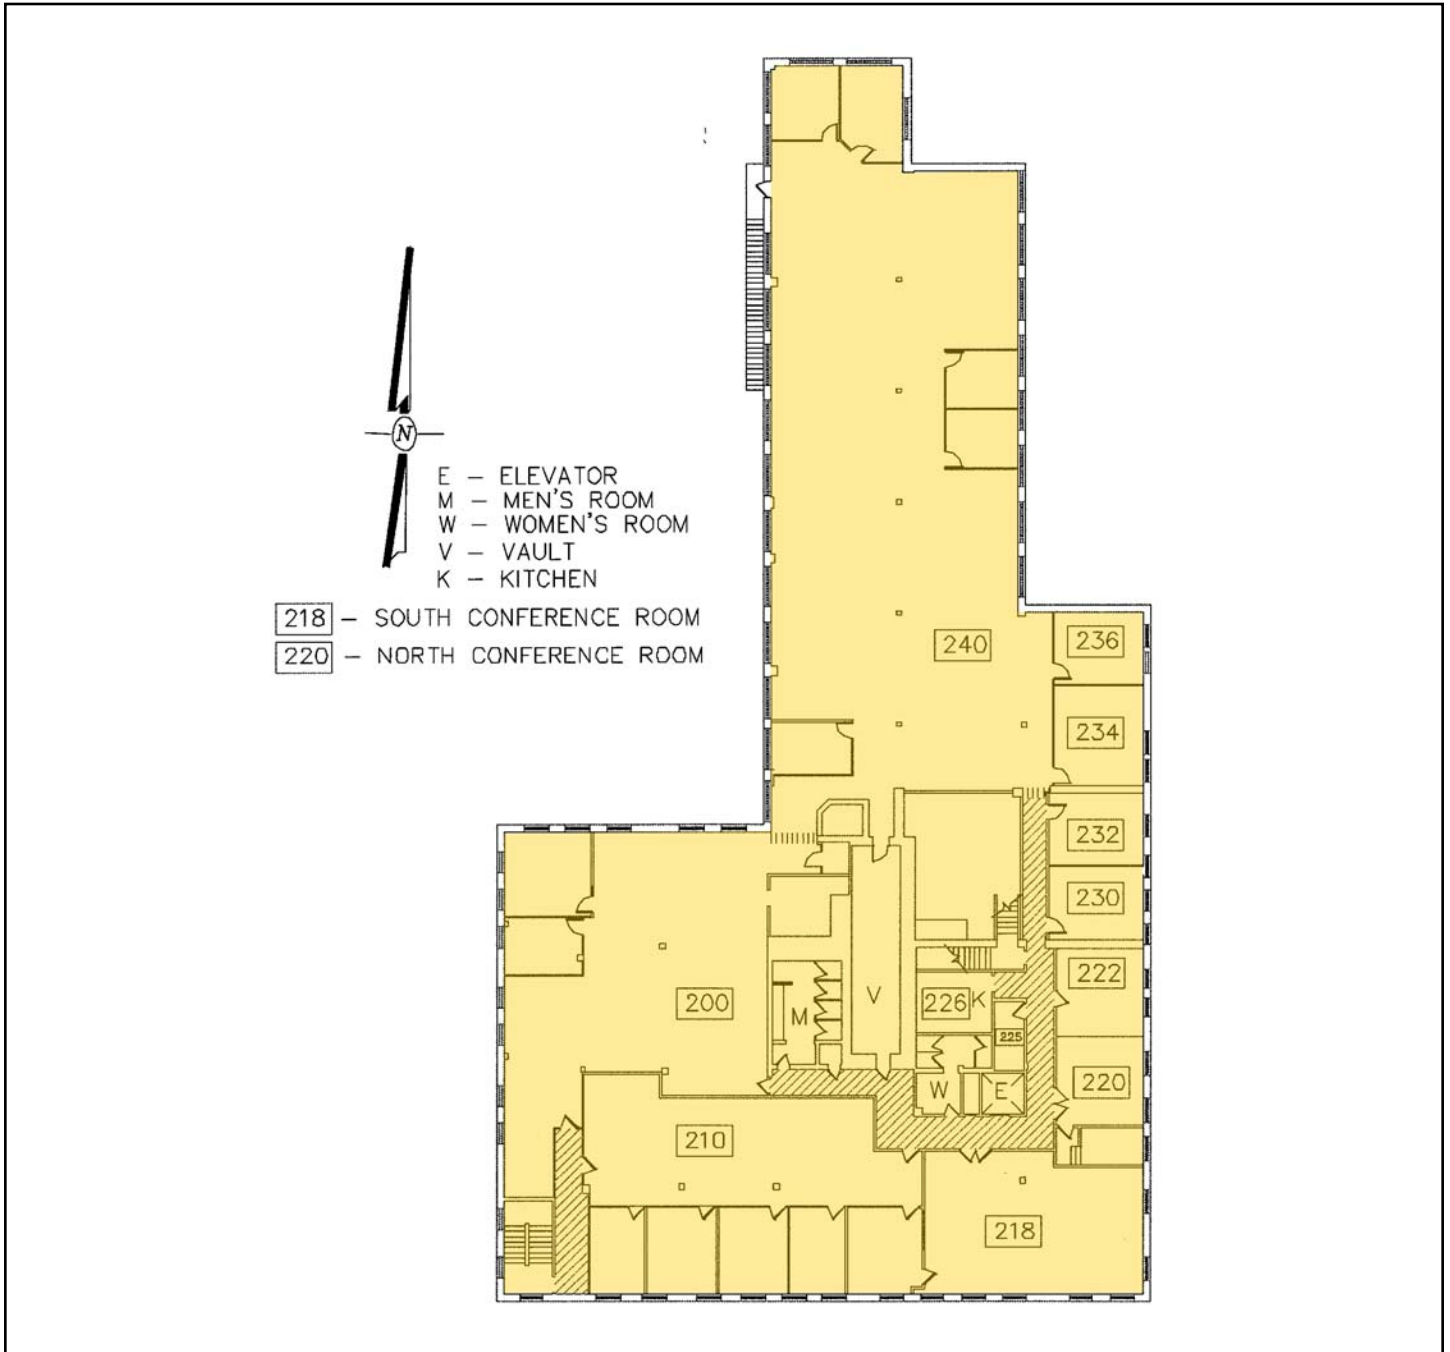 N
E – ELEVATOR
M – MEN'S ROOM
W – WOMEN'S ROOM
V – VAULT
K – KITCHEN
218 – SOUTH CONFERENCE ROOM
220 – NORTH CONFERENCE ROOM
240
236
234
232
230
222
200
M
V
226 K
225
W
E
220
210
218